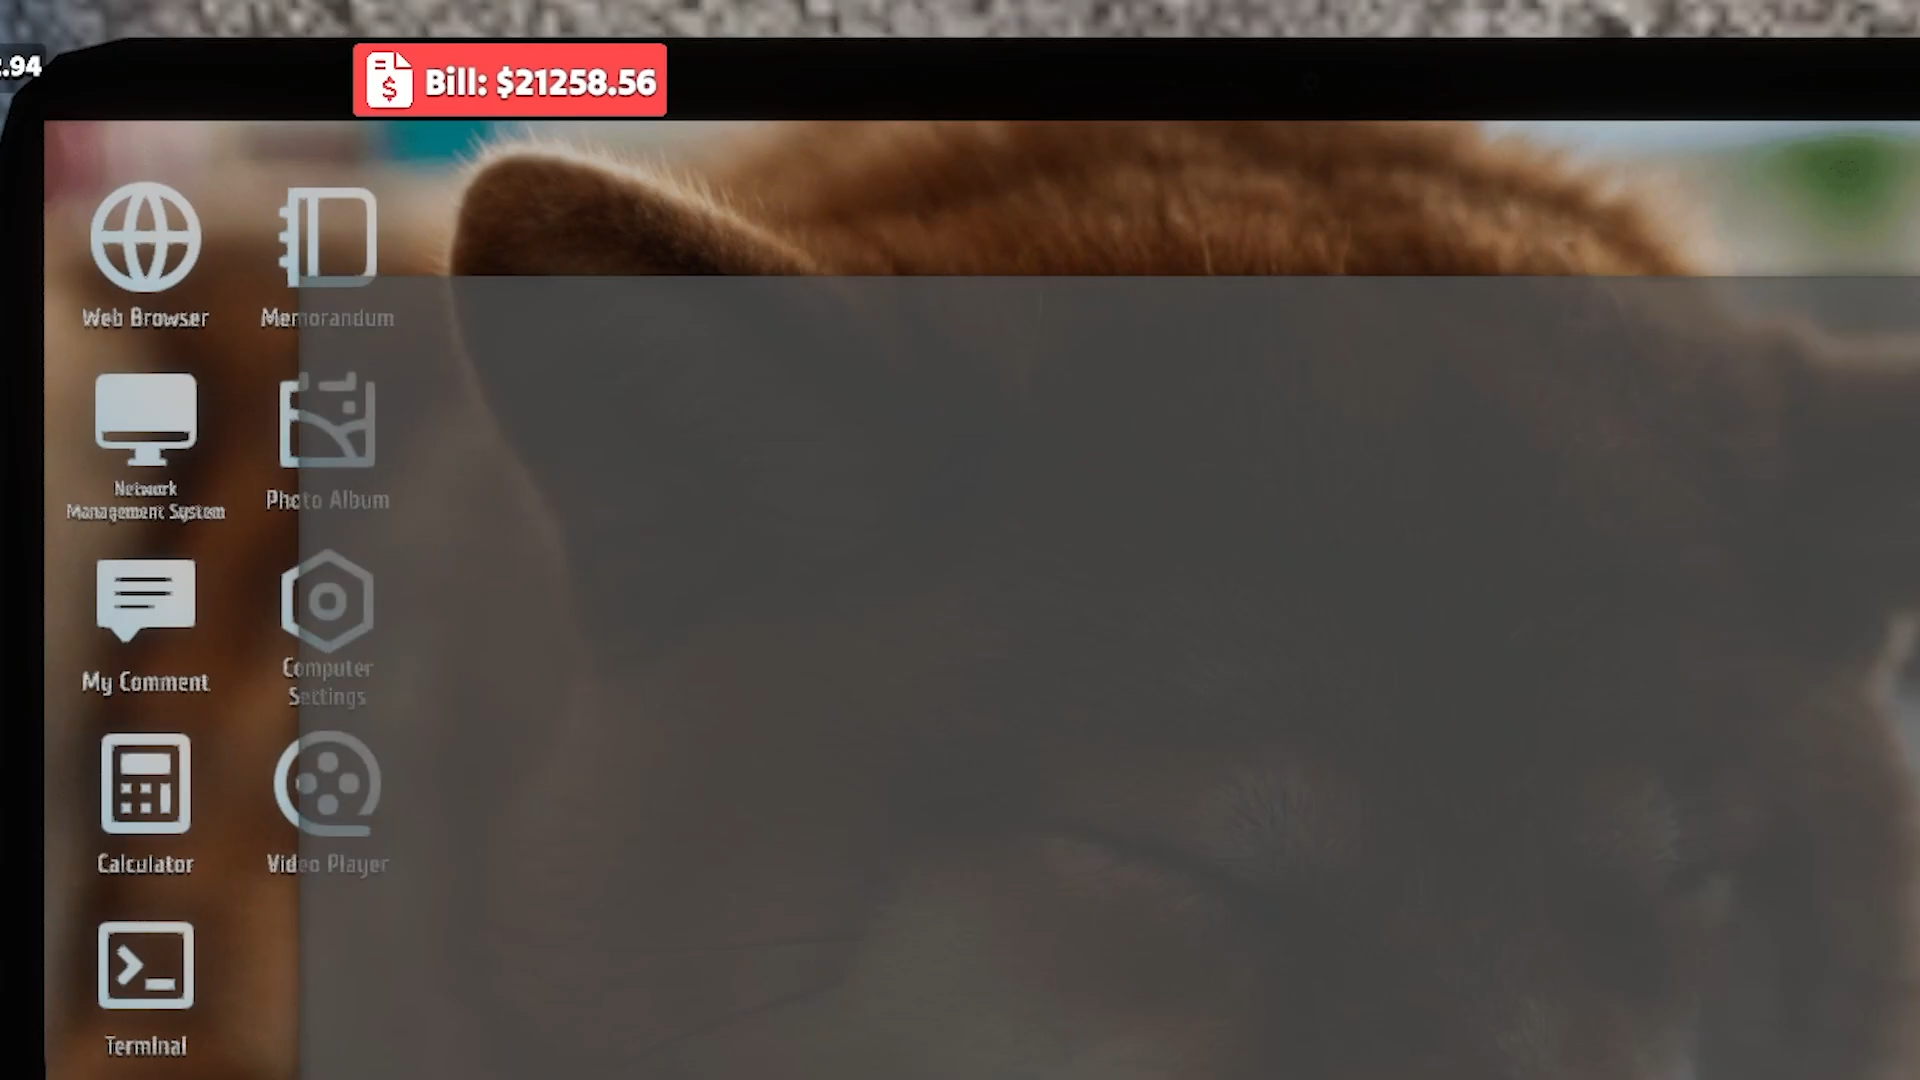 .94
Bill: $21258.56
Web Browser
Memorandum
Network
Management System
Photo Album
My Comment
Computer
Settings
Calculator
Video Player
Terminal